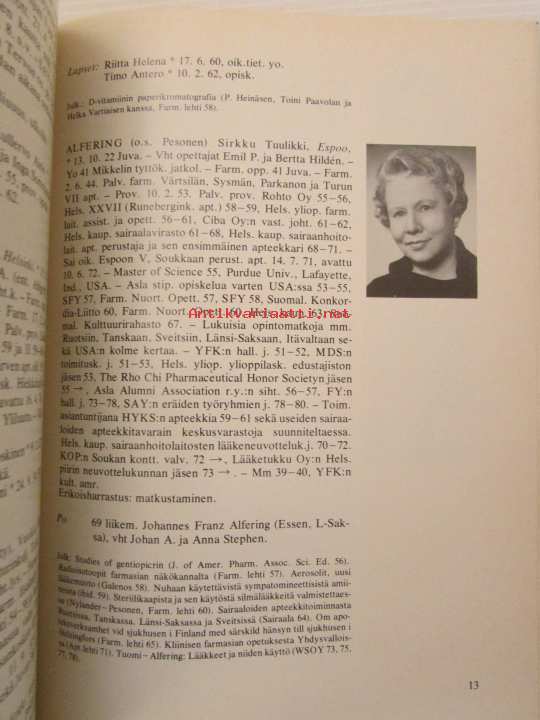 Lapset: Riitta Helena * 17. 6. 60, oik.tiet. yo.
Timo Antero * 10. 2. 62, opisk.
Julk.: D-vitamiinin paperikromatografia (P. Heinäsen, Toini Paavolan ja
Helka Vartiaisen kanssa, Farm. lehti 58).
ALFERING (o.s. Pesonen) Sirkku Tuulikki, Espoo,
* 13. 10. 22 Juva. – Vht opettajat Emil P. ja Bertta Hildén. –
Yo 41 Mikkelin tyttök. jatkol. – Farm. opp. 41 Juva. – Farm.
2. 6. 44. Palv. farm. Värtsilän, Sysmän, Parkanon ja Turun
VII apt. – Prov. 10. 2. 53. Palv. prov. Rohto Oy 55–56,
Hels. XXVII (Runebergink. apt.) 58–59, Hels. yliop. farm.
lait. assist. ja opett. 56–61, Ciba Oy:n vast. joht. 61–62,
Hels. kaup. sairaalavirasto 61–68, Hels. kaup. sairaanhoito-
lait. apt. perustaja ja sen ensimmäinen apteekkari 68–71. –
Sai oik. Espoon V, Soukkaan perust. apt. 14. 7. 71, avattu
10. 6. 72. – Master of Science 55, Purdue Univ., Lafayette,
Ind., USA. – Asla stip. opiskelua varten USA:ssa 53–55,
SFY 57, Farm. Nuort. Opett. 57, SFY 58, Suomal. Konkor-
dia-Liitto 60, Farm. Nuort. Opett. 60, Hels. kaup. 63, Suo-
mal. Kulttuurirahasto 67. – Lukuisia opintomatkoja mm.
Ruotsiin, Tanskaan, Sveitsiin, Länsi-Saksaan, Itävaltaan se-
kä USA:n kolme kertaa. – YFK:n hall. j. 51–52, MDS:n
toimitusk. j. 51–53, Hels. yliop. ylioppilask. edustajiston
jäsen 53, The Rho Chi Pharmaceutical Honor Societyn jäsen
55 →, Asla Alumni Association r.y.:n siht. 56–57, FY:n
hall. j. 73–78, SAY:n eräiden työryhmien j. 78–80. – Toim.
asiantuntijana HYKS:n apteekkia 59–61 sekä useiden sairaa-
loiden apteekkitavarain keskusvarastoja suunniteltaessa.
Hels. kaup. sairaanhoitolaitosten lääkeneuvotteluk.j. 70–72.
KOP:n Soukan kontt. valv. 72 →, Lääketukku Oy:n Hels.
piirin neuvottelukunnan jäsen 73 →. – Mm 39–40, YFK:n
kult. amr.
Erikoisharrastus: matkustaminen.
69 liikem. Johannes Franz Alfering (Essen, L-Sak-
sa), vht Johan A. ja Anna Stephen.
Julk: Studies of gentiopicrin (J. of Amer. Pharm. Assoc. Sci. Ed. 56).
Radioisotoopit farmasian näkökannalta (Farm. lehti 57). Aerosolit, uusi
lääkemuoto (Galenos 58). Nuhaan käytettävistä sympatomimeettisistä amii-
neista (ibid. 59). Steriilikaapista ja sen käytöstä silmälääkkeitä valmistettaes-
sa (Nylander–Pesonen, Farm. lehti 60). Sairaaloiden apteekkitoiminnasta
Ruotsissa, Tanskassa, Länsi-Saksassa ja Sveitsissä (Sairaala 64). Om apo-
teksverksamhet vid sjukhusen i Finland med särskild hänsyn till sjukhusen i
Helsingfors (Farm. lehti 65). Kliinisen farmasian opetuksesta Yhdysvallois-
sa (Apt.lehti 71). Tuomi–Alfering: Lääkkeet ja niiden käyttö (WSOY 73, 75,
77, 78).
13
Antikvariaatti.net